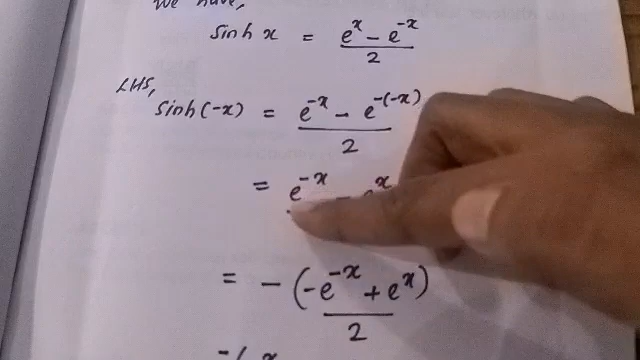 We have,
sinh x = e^x - e^-x / 2
LHS,
sinh(-x) = e^-x - e^-(-x) / 2
= e^-x - e^x
= - (-e^-x + e^x) / 2